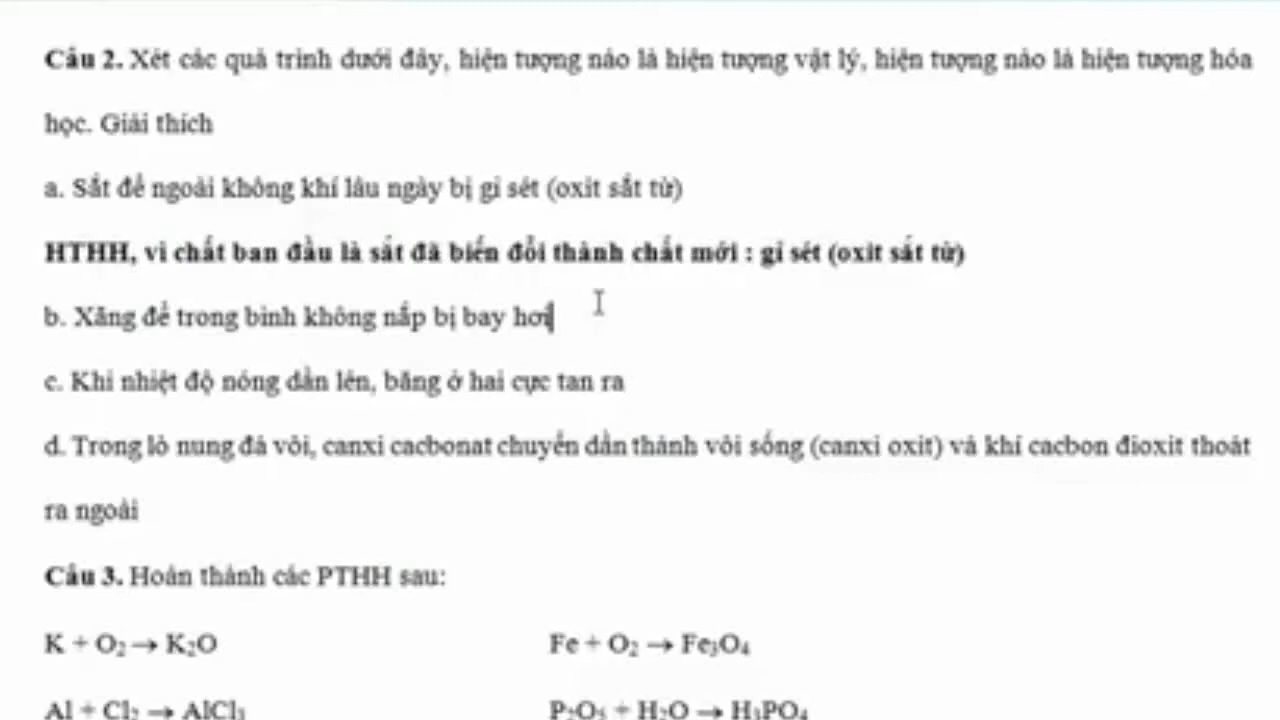 Câu 2. Xét các quá trình dưới đây, hiện tượng nào là hiện tượng vật lý, hiện tượng nào là hiện tượng hóa
học. Giải thích
a. Sắt để ngoài không khí lâu ngày bị gỉ sét (oxit sắt từ)
HTHH, vì chất ban đầu là sắt đã biến đổi thành chất mới : gỉ sét (oxit sắt từ)
b. Xăng để trong bình không nắp bị bay hơi
c. Khi nhiệt độ nóng dần lên, băng ở hai cực tan ra
d. Trong lò nung đá vôi, canxi cacbonat chuyển dần thành vôi sống (canxi oxit) và khí cacbon đioxit thoát
ra ngoài
Câu 3. Hoàn thành các PTHH sau:
K + O₂ → K₂O Fe + O₂ → Fe₃O₄
Al + Cl₂ → AlCl₃ P₂O₅ + H₂O → H₃PO₄